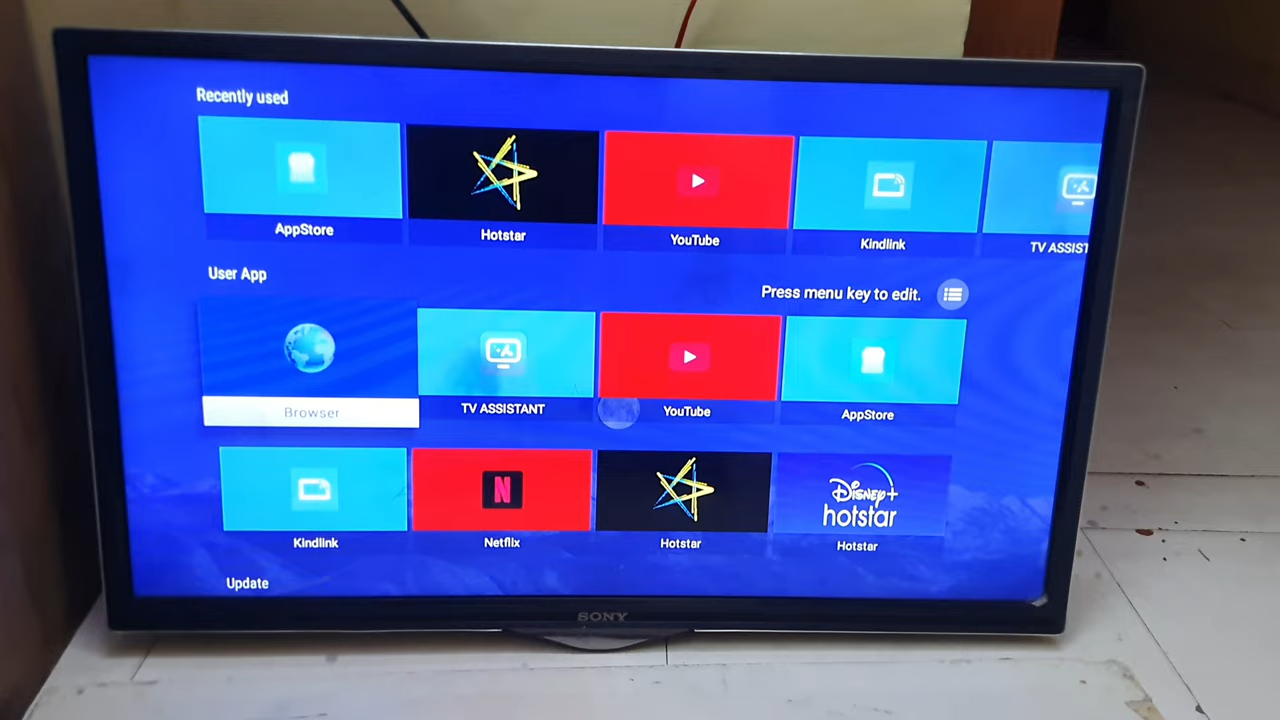 Recently used
AppStore
Hotstar
YouTube
Kindlink
TV ASSIST
User App
Press menu key to edit.
Browser
TV ASSISTANT
YouTube
AppStore
Kindlink
N
Netflix
Hotstar
Disney+
hotstar
Hotstar
Update
SONY